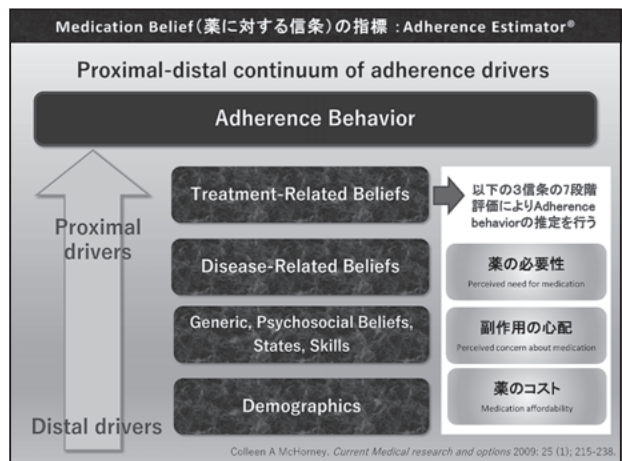 Medication Belief(薬に対する信条)の指標 : Adherence Estimator®
Proximal-distal continuum of adherence drivers
Adherence Behavior
Proximal
drivers
Distal drivers
Treatment-Related Beliefs
Disease-Related Beliefs
Generic, Psychosocial Beliefs,
States, Skills
Demographics
以下の3信条の7段階
評価によりAdherence
behaviorの推定を行う
薬の必要性
Perceived need for medication
副作用の心配
Perceived concern about medication
薬のコスト
Medication affordability
Colleen A McHorney. Current Medical research and options 2009: 25 (1); 215-238.